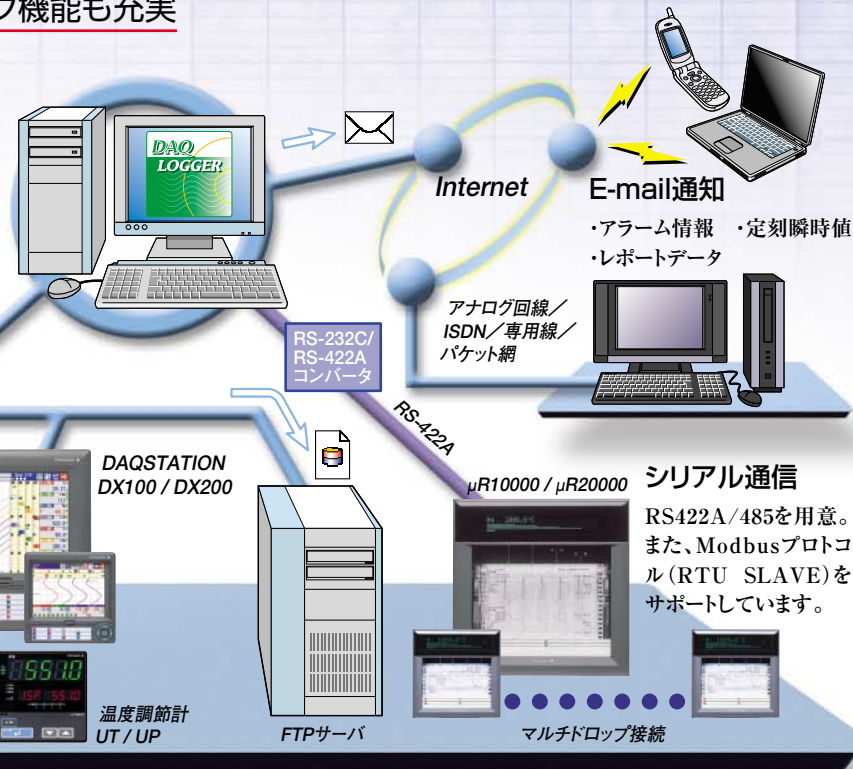 機能も充実
DAQ
LOGGER
Internet
E-mail通知
・アラーム情報 ・定刻瞬時値
・レポートデータ
アナログ回線／
ISDN／専用線／
パケット網
RS-232C/
RS-422A
コンバータ
RS-422A
DAQSTATION
DX100 / DX200
µR10000 / µR20000
シリアル通信
RS422A/485を用意。
また、Modbusプロトコ
ル（RTU SLAVE）を
サポートしています。
温度調節計
UT / UP
FTPサーバ
マルチドロップ接続